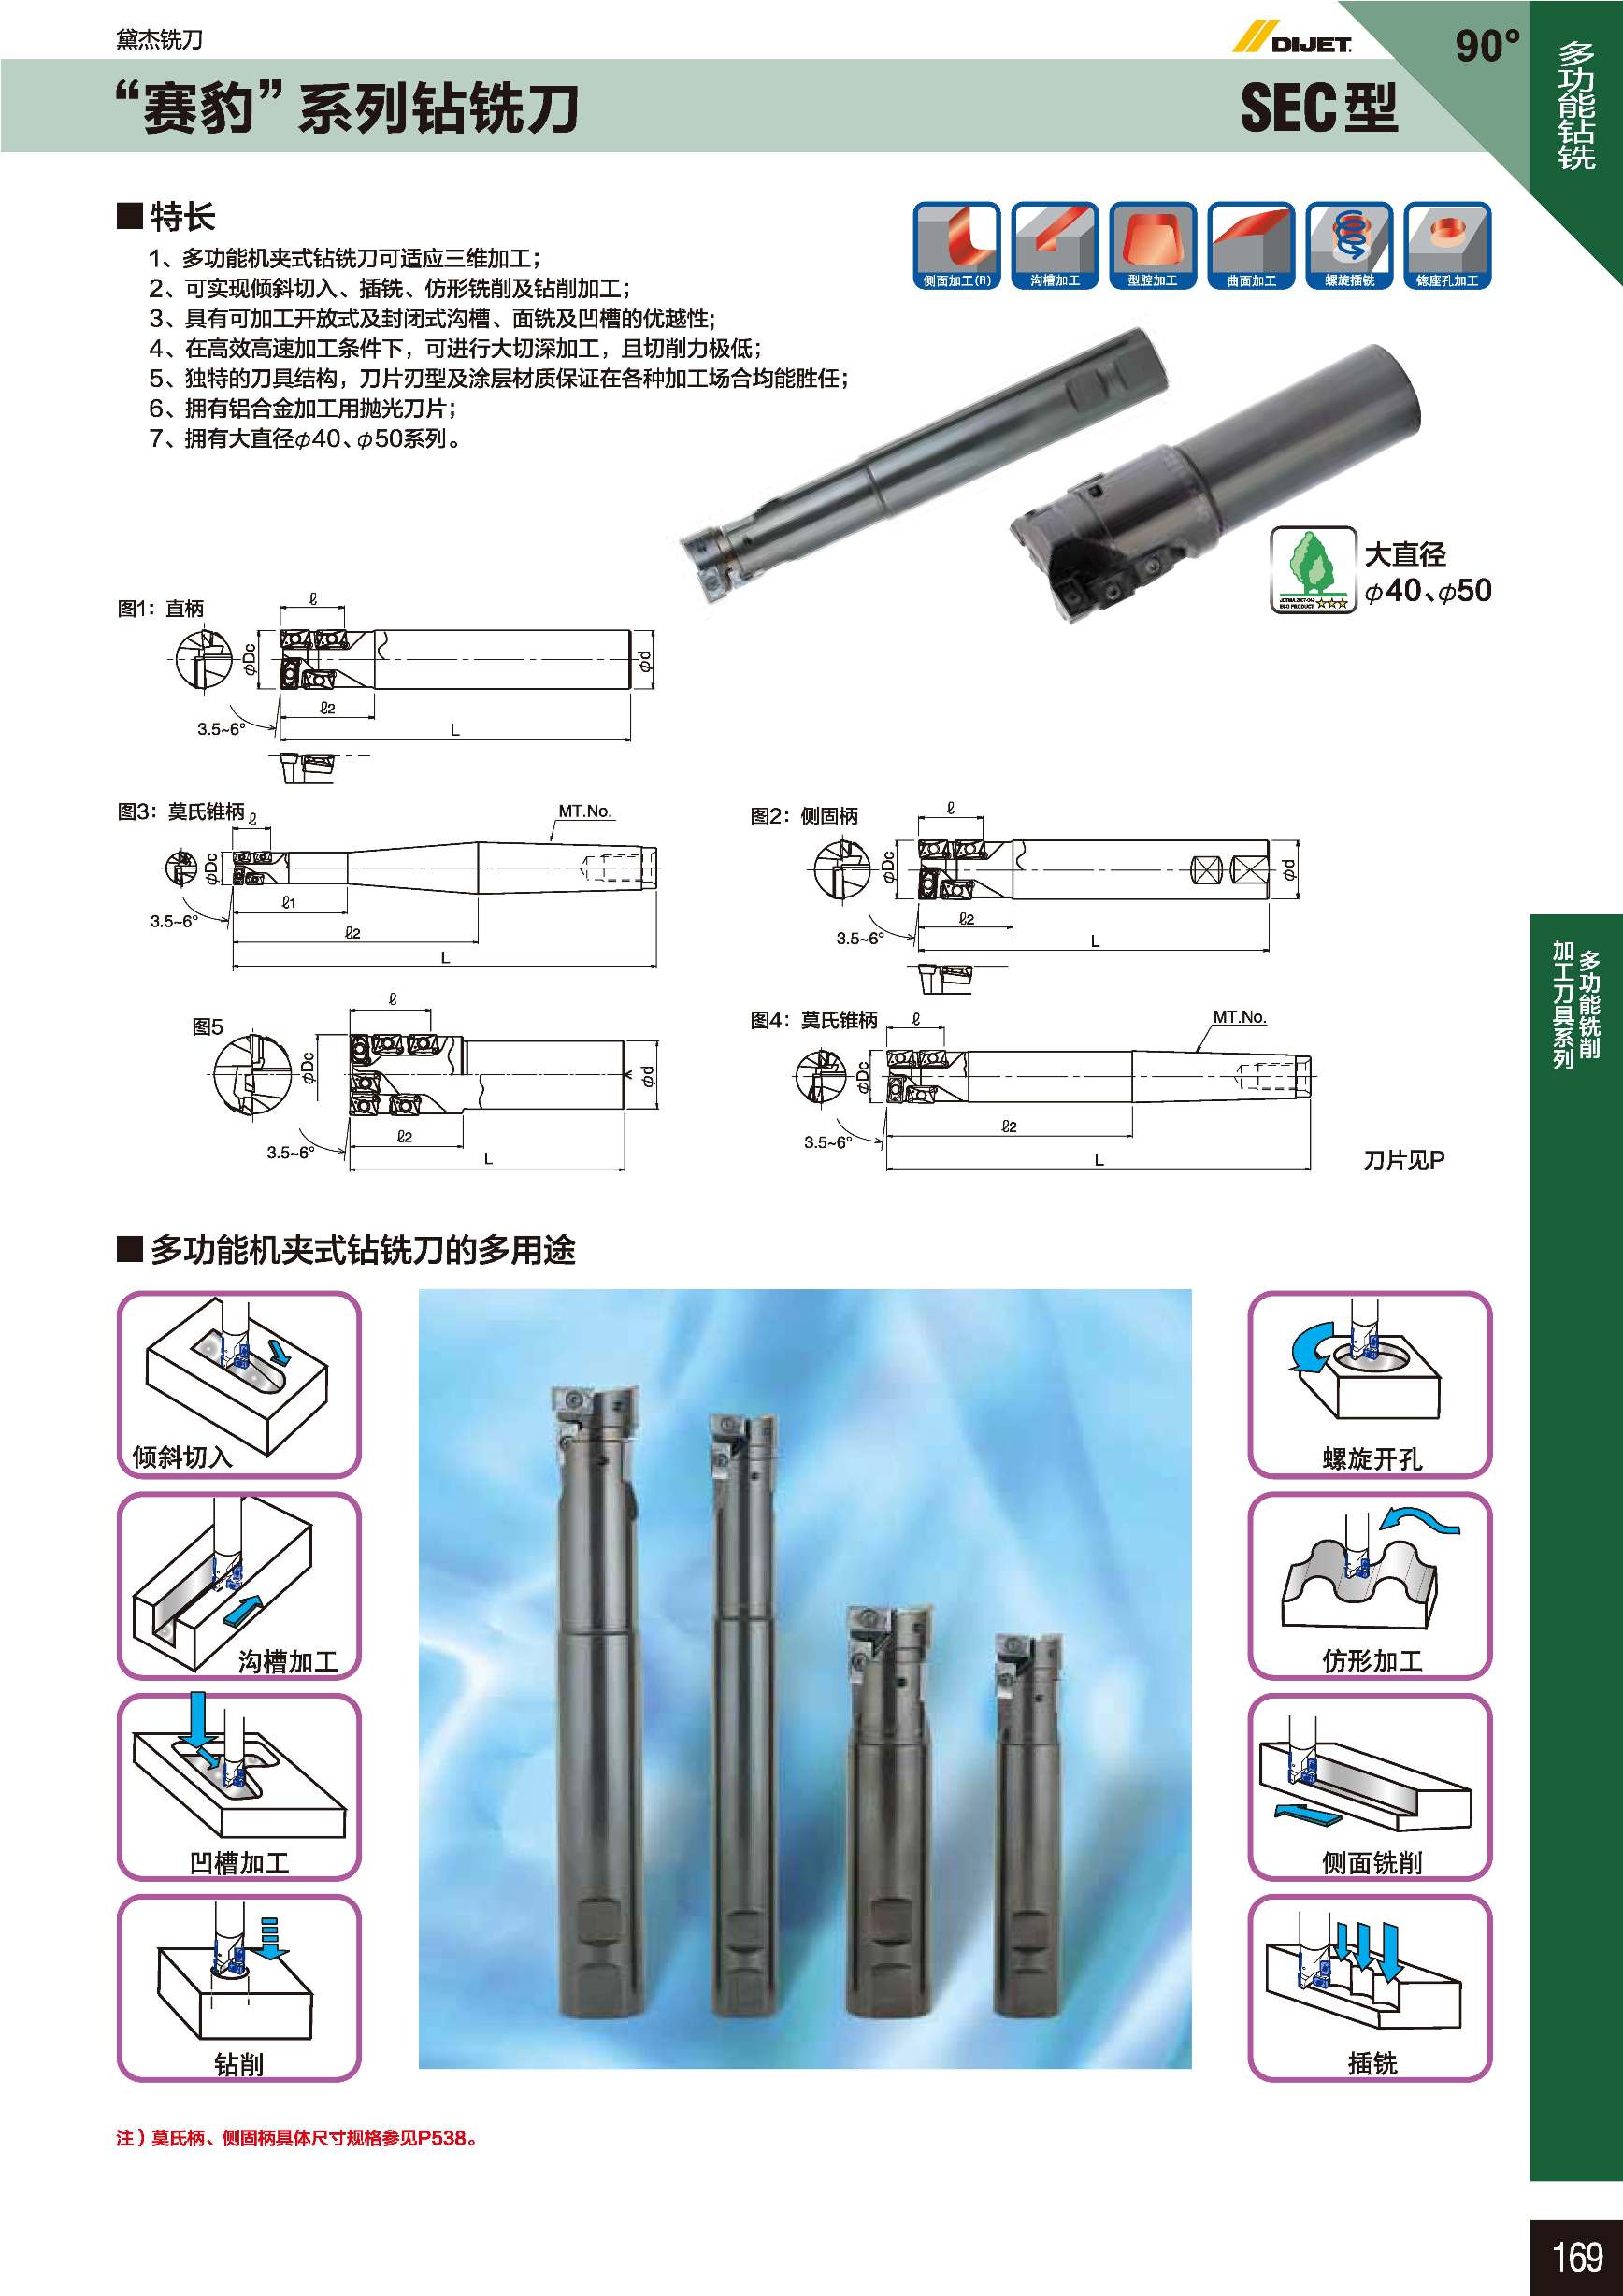 黛杰铣刀
DIJET
90°
“赛豹”系列钻铣刀
SEC型
多功能钻铣
■特长
1、多功能机夹式钻铣刀可适应三维加工；
2、可实现倾斜切入、插铣、仿形铣削及钻削加工；
3、具有可加工开放式及封闭式沟槽、面铣及凹槽的优越性;
4、在高效高速加工条件下，可进行大切深加工，且切削力极低；
5、独特的刀具结构，刀片刃型及涂层材质保证在各种加工场合均能胜任；
6、拥有铝合金加工用抛光刀片；
7、拥有大直径φ40、φ50系列。
侧面加工(R)
沟槽加工
型腔加工
曲面加工
螺旋插铣
锪座孔加工
ECO PRODUCT
大直径
φ40、φ50
图1：直柄
ℓ
φDc
φd
ℓ2
3.5~6°
L
图3：莫氏锥柄
ℓ
MT.No.
φDc
ℓ1
3.5~6°
ℓ2
L
图2：侧固柄
ℓ
φDc
φd
ℓ2
3.5~6°
L
图5
ℓ
φDc
φd
ℓ2
3.5~6°
L
图4：莫氏锥柄
ℓ
MT.No.
φDc
ℓ2
3.5~6°
L
刀片见P
多功能铣削
加工刀具系列
■多功能机夹式钻铣刀的多用途
倾斜切入
沟槽加工
凹槽加工
钻削
螺旋开孔
仿形加工
侧面铣削
插铣
注）莫氏柄、侧固柄具体尺寸规格参见P538。
169